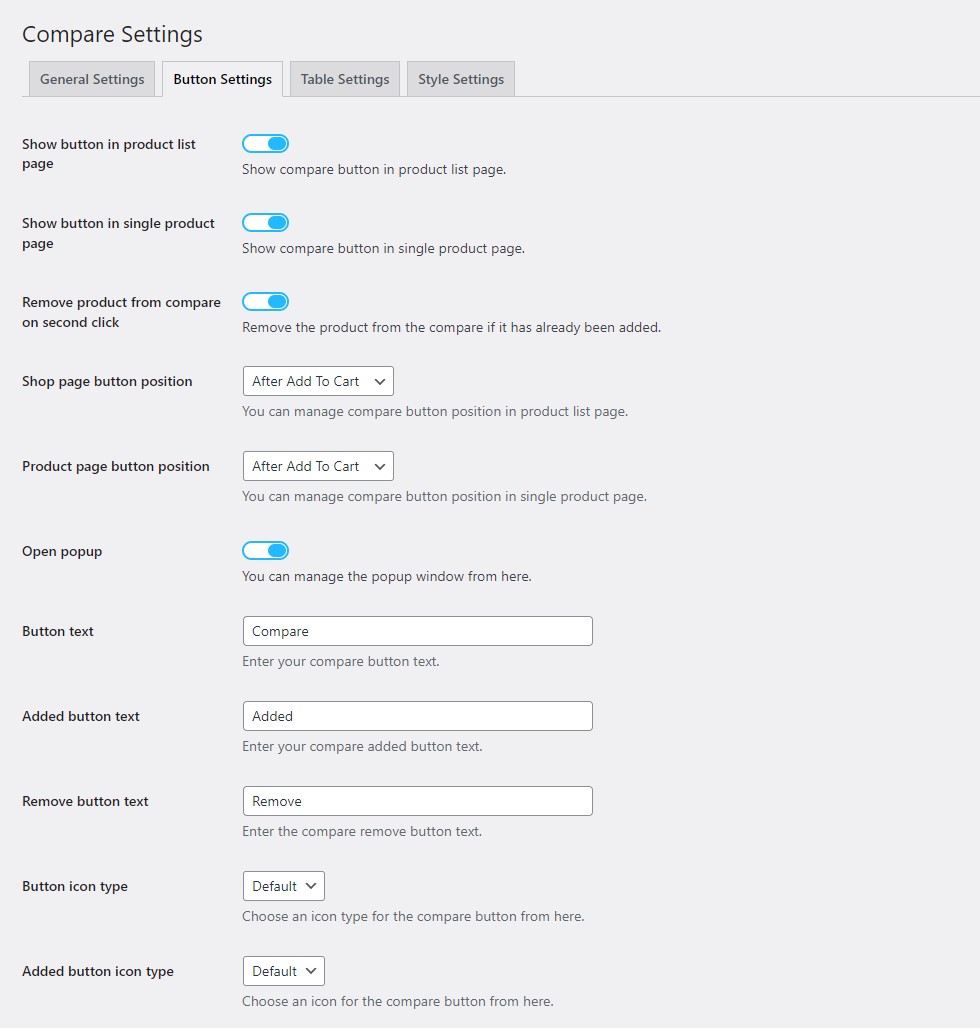 Compare Settings
General Settings
Button Settings
Table Settings
Style Settings
Show button in product list
page
Show compare button in product list page.
Show button in single product
page
Show compare button in single product page.
Remove product from compare
on second click
Remove the product from the compare if it has already been added.
Shop page button position
After Add To Cart
You can manage compare button position in product list page.
Product page button position
After Add To Cart
You can manage compare button position in single product page.
Open popup
You can manage the popup window from here.
Button text
Compare
Enter your compare button text.
Added button text
Added
Enter your compare added button text.
Remove button text
Remove
Enter the compare remove button text.
Button icon type
Default
Choose an icon type for the compare button from here.
Added button icon type
Default
Choose an icon for the compare button from here.